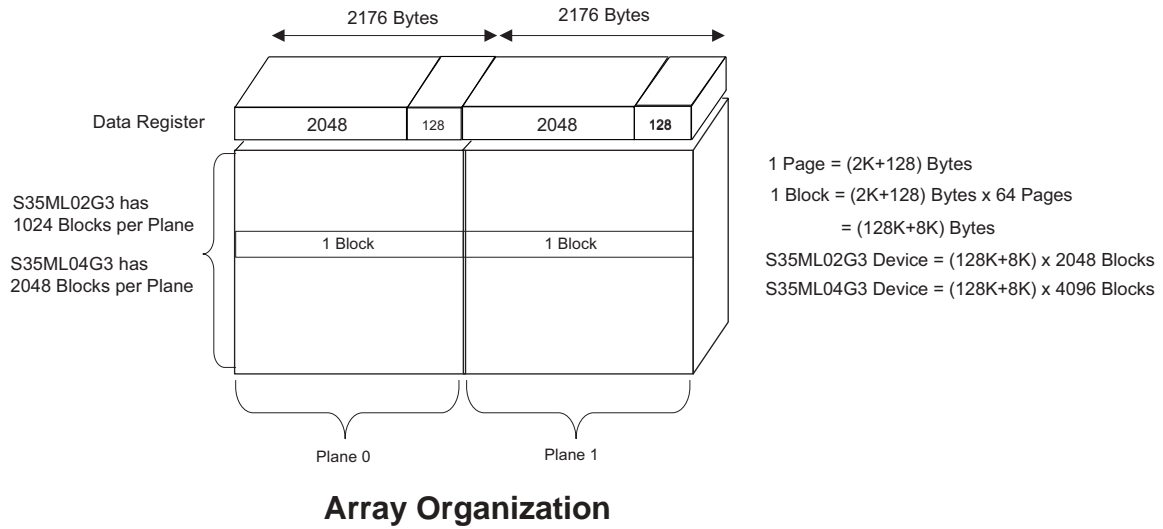 2176 Bytes
2176 Bytes
Data Register
2048
128
2048
128
S35ML02G3 has
1024 Blocks per Plane
S35ML04G3 has
2048 Blocks per Plane
1 Block
1 Block
1 Page = (2K+128) Bytes
1 Block = (2K+128) Bytes x 64 Pages
= (128K+8K) Bytes
S35ML02G3 Device = (128K+8K) x 2048 Blocks
S35ML04G3 Device = (128K+8K) x 4096 Blocks
Plane 0
Plane 1
Array Organization